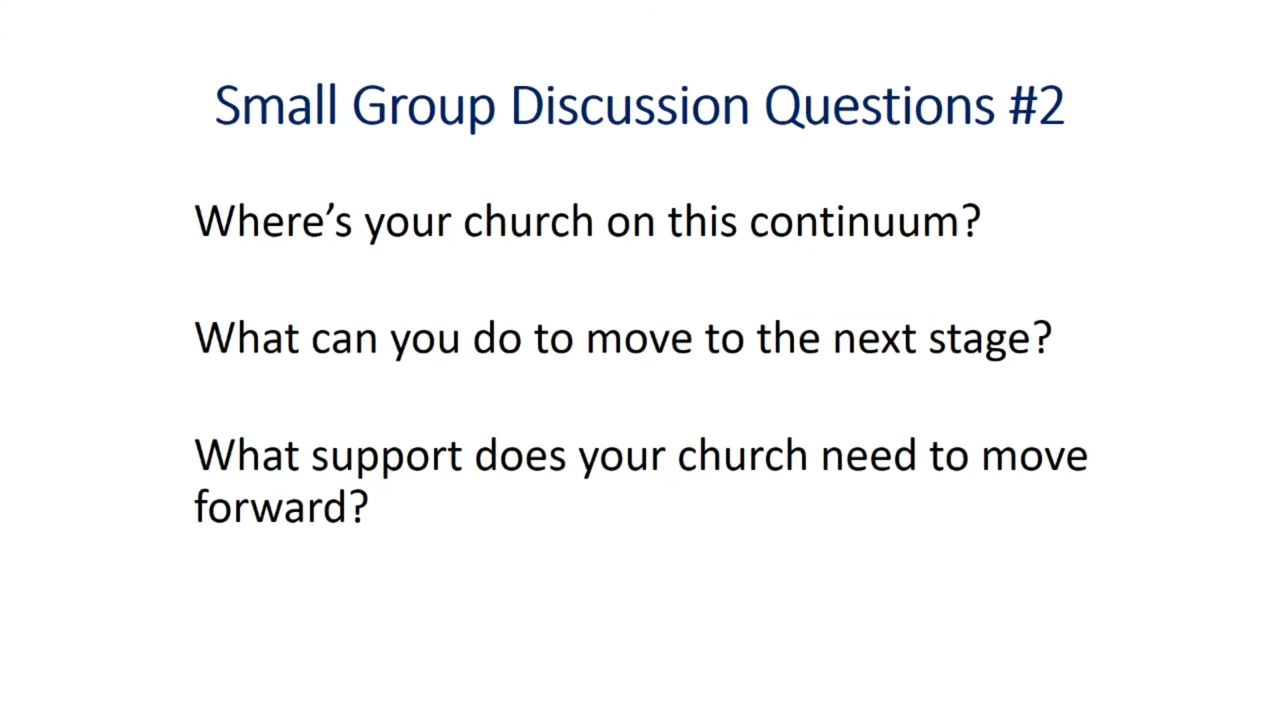 Small Group Discussion Questions #2
Where’s your church on this continuum?
What can you do to move to the next stage?
What support does your church need to move
forward?